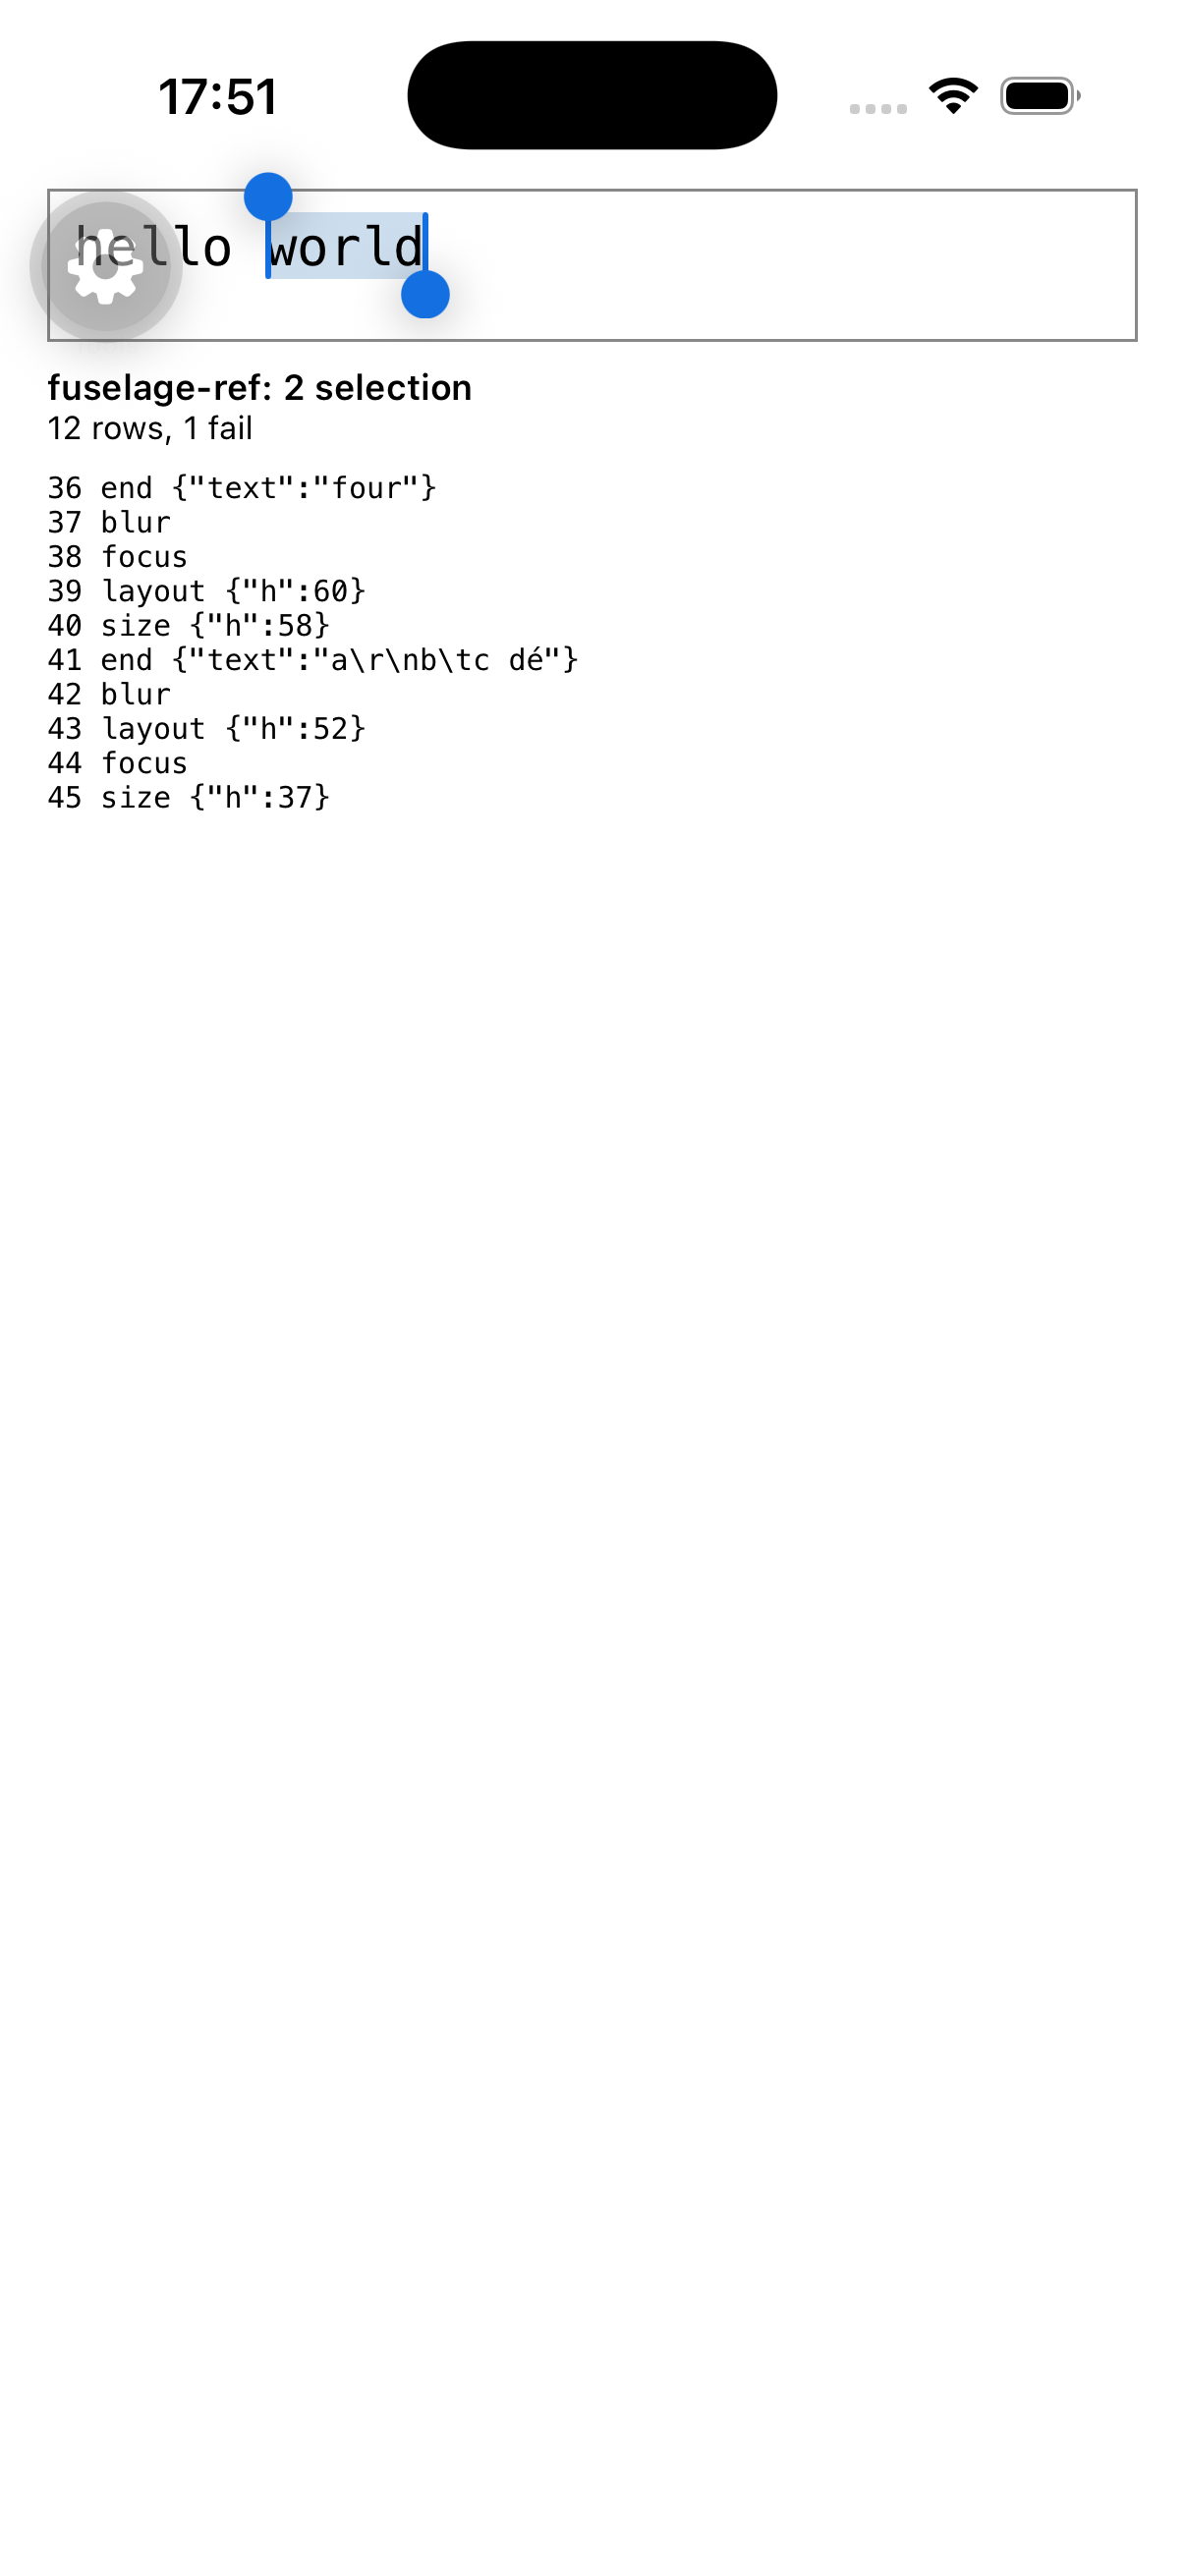 17:51
hello world
fuselage-ref: 2 selection
12 rows, 1 fail
36 end {"text":"four"}
37 blur
38 focus
39 layout {"h":60}
40 size {"h":58}
41 end {"text":"a\r\nb\tc dé"}
42 blur
43 layout {"h":52}
44 focus
45 size {"h":37}